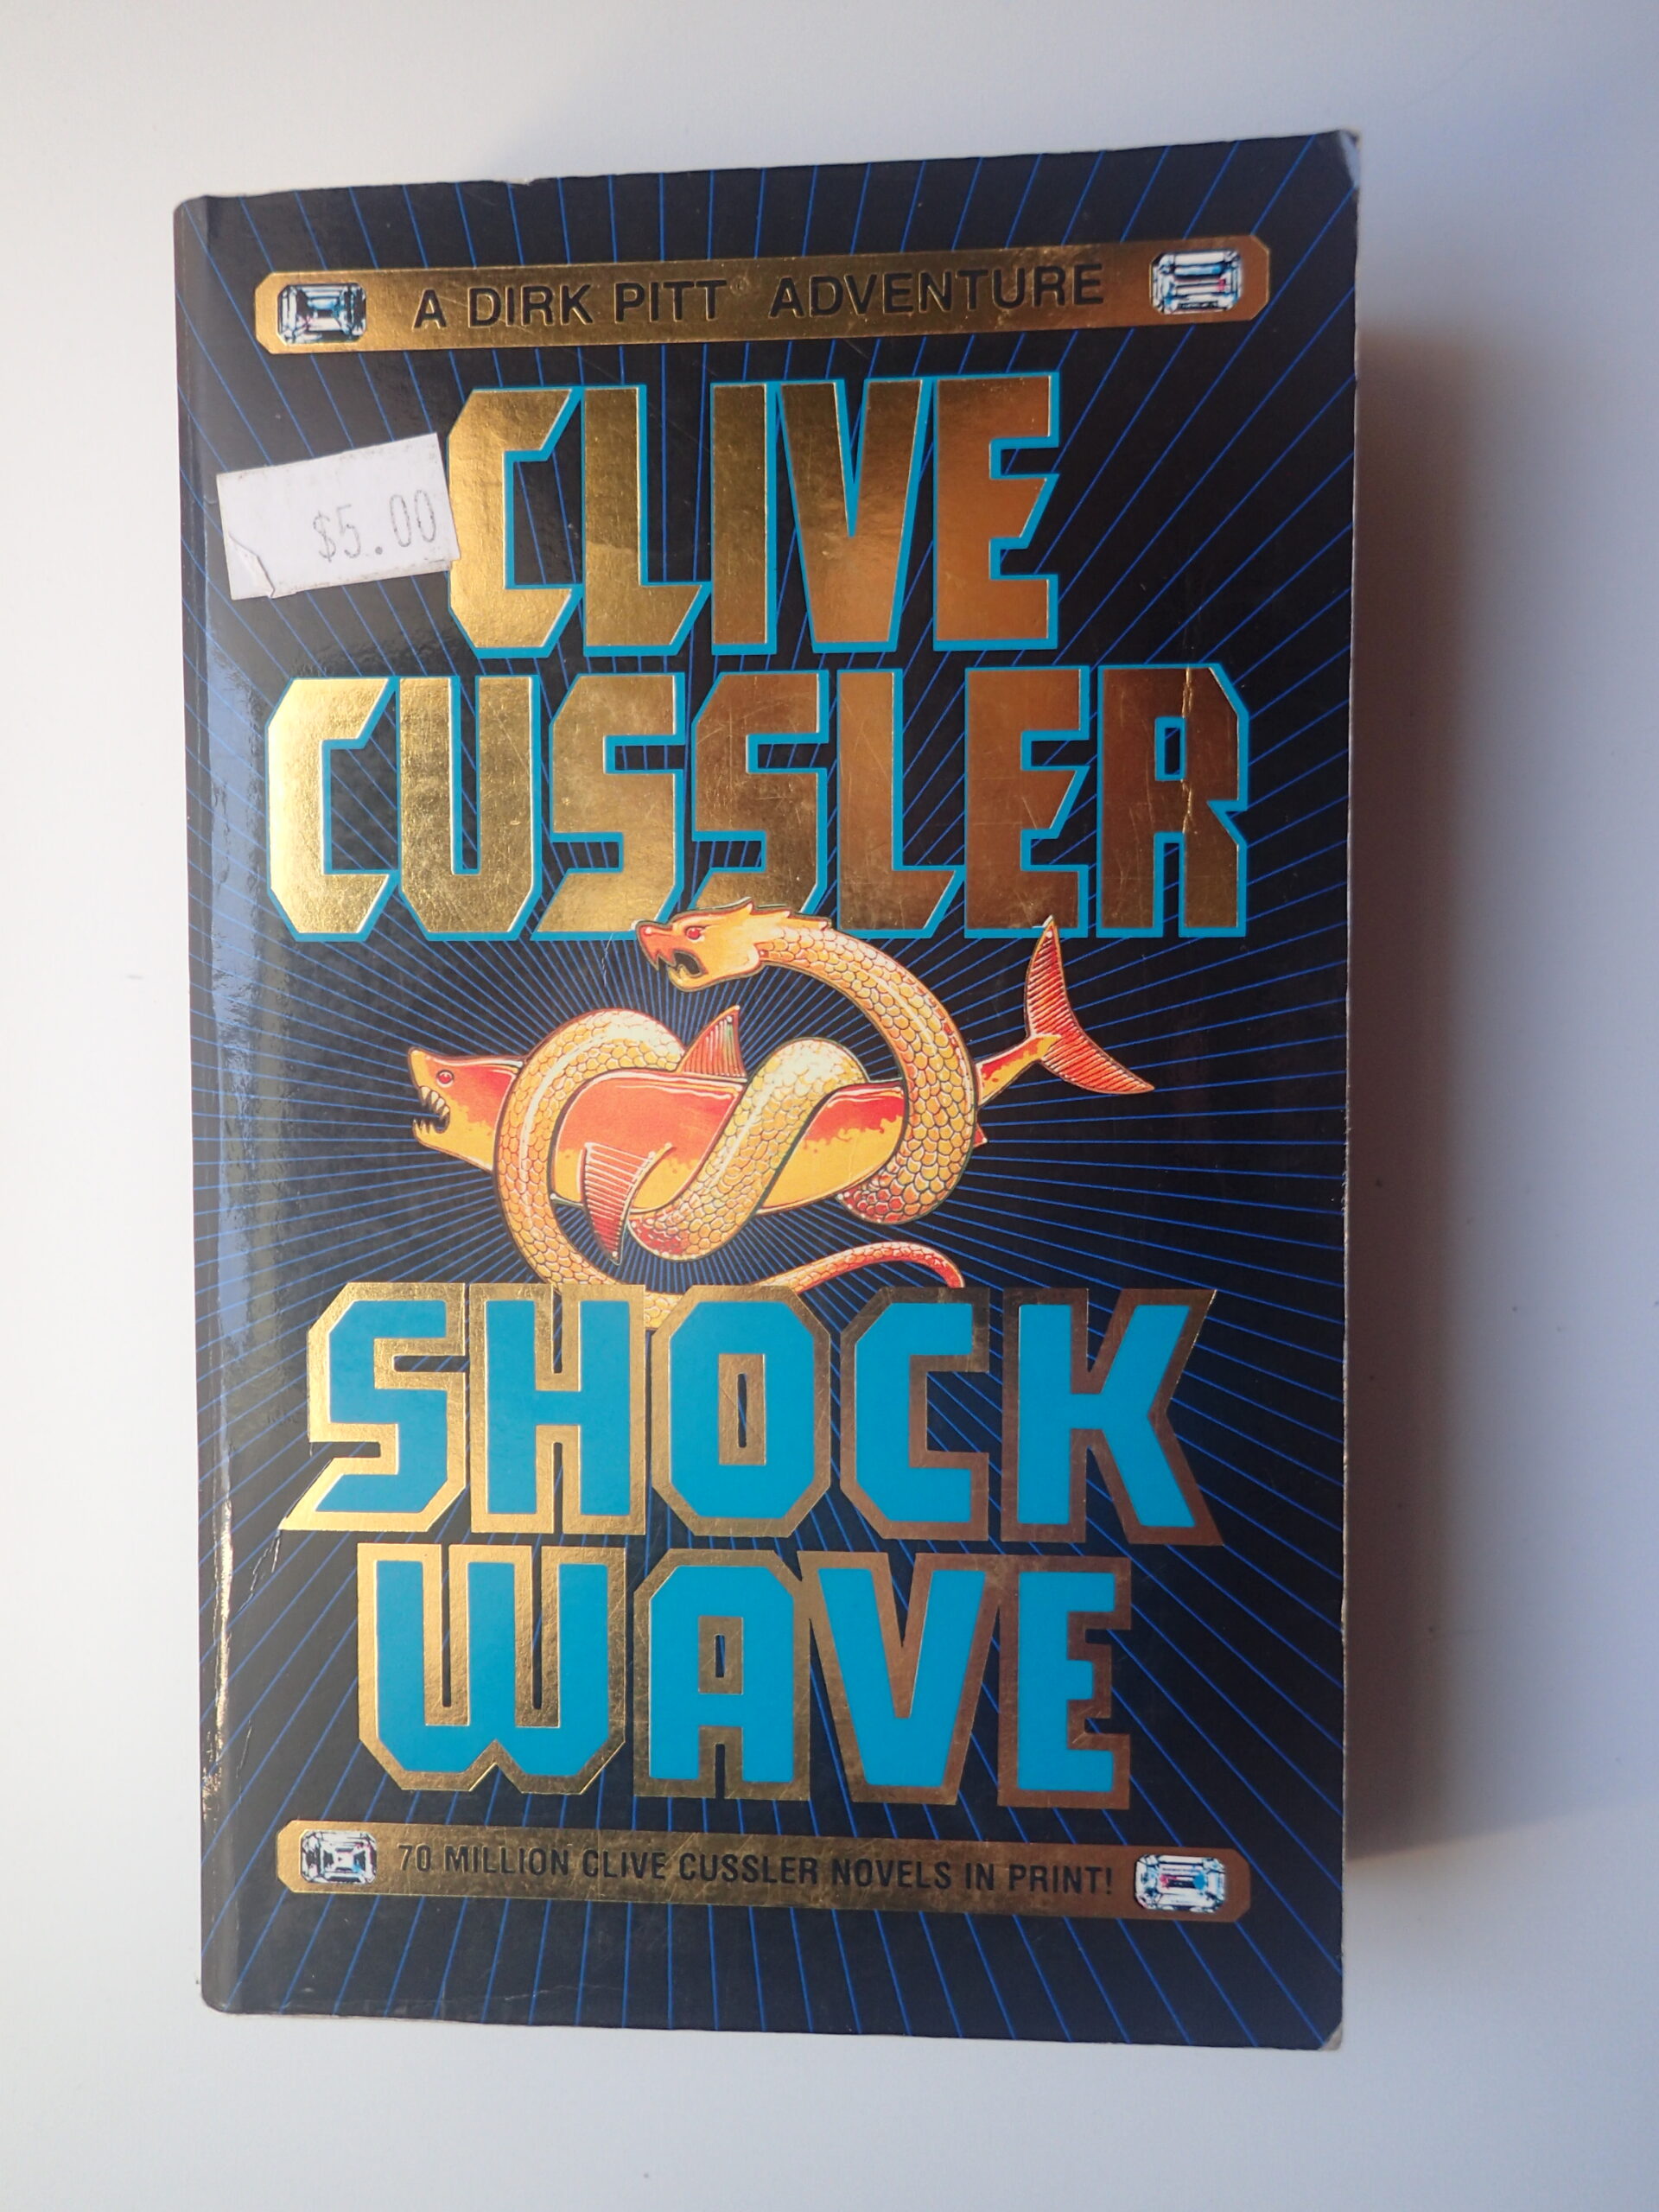 A DIRK PITT® ADVENTURE
$5.00
CLIVE
CUSSLER
SHOCK
WAVE
70 MILLION CLIVE CUSSLER NOVELS IN PRINT!